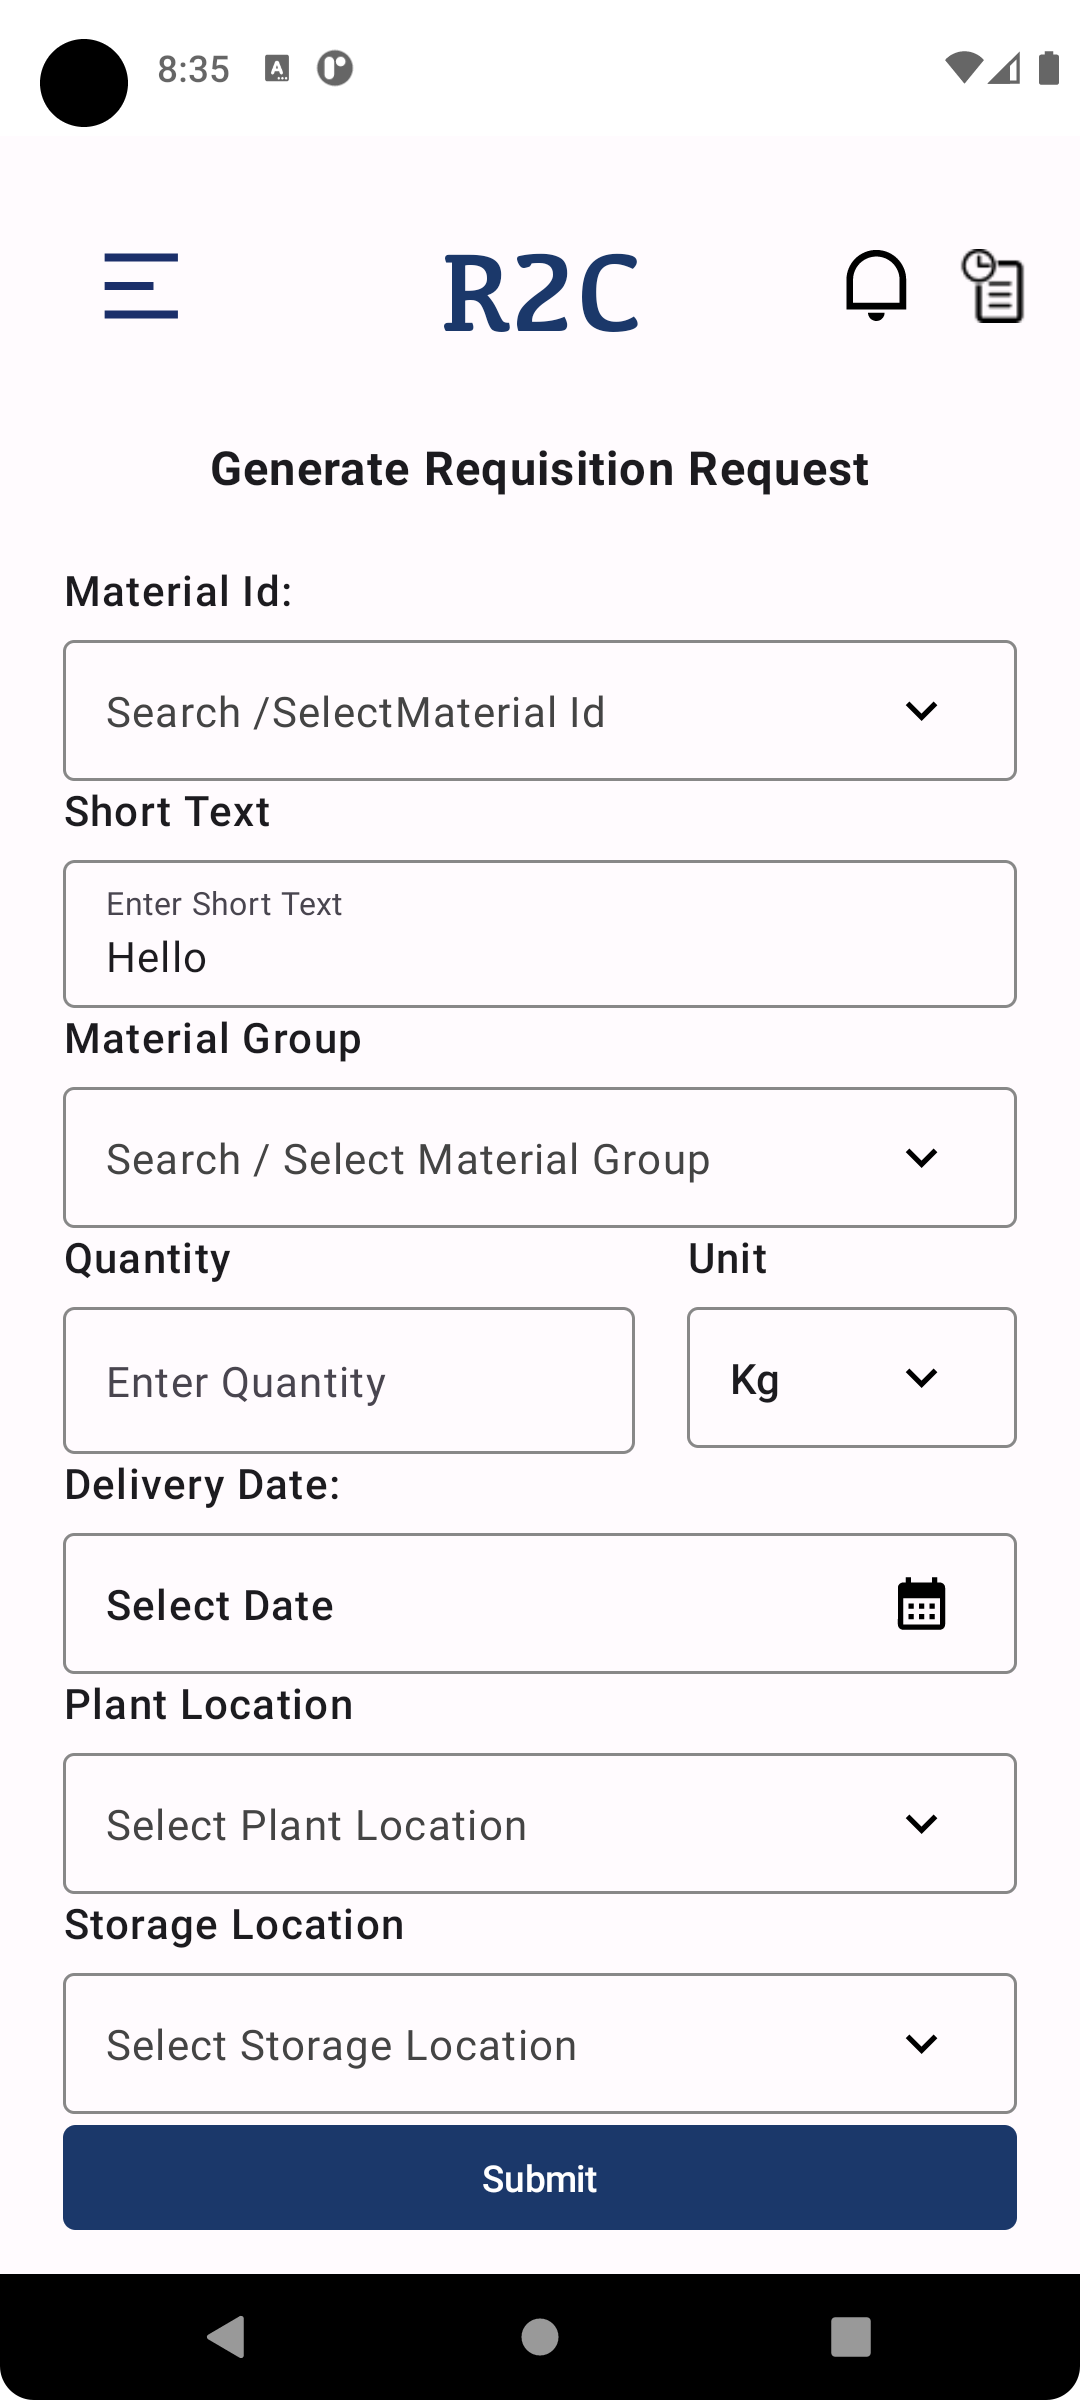 8:35
R2C
Generate Requisition Request
Material Id:
Search /SelectMaterial Id
Short Text
Enter Short Text
Hello
Material Group
Search / Select Material Group
Quantity Unit
Enter Quantity Kg
Delivery Date:
Select Date
Plant Location
Select Plant Location
Storage Location
Select Storage Location
Submit